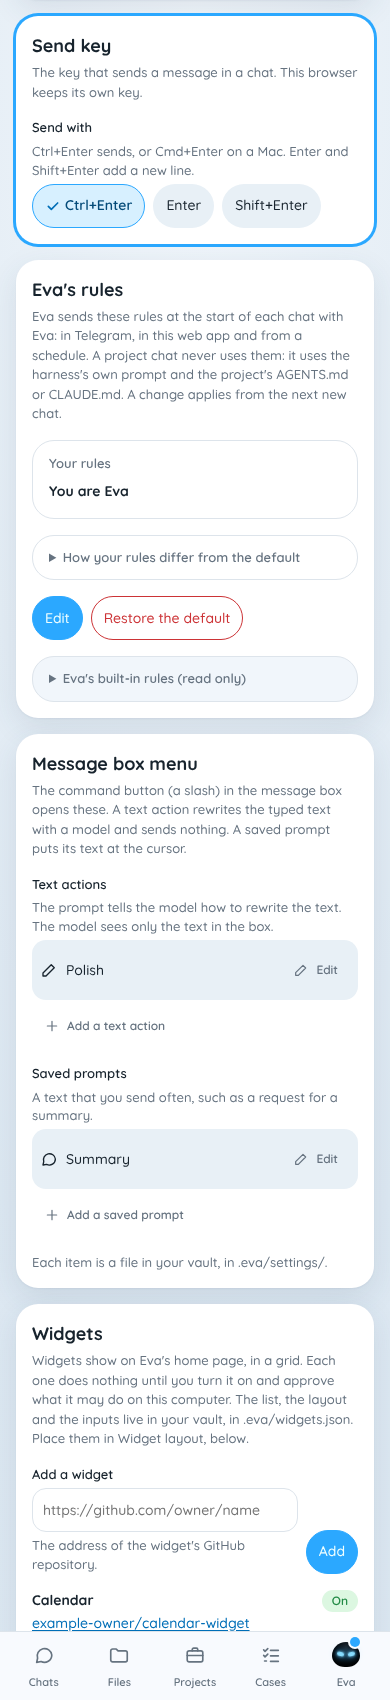 Send key
The key that sends a message in a chat. This browser
keeps its own key.
Send with
Ctrl+Enter sends, or Cmd+Enter on a Mac. Enter and
Shift+Enter add a new line.
Ctrl+Enter Enter Shift+Enter
Eva's rules
Eva sends these rules at the start of each chat with
Eva: in Telegram, in this web app and from a
schedule. A project chat never uses them: it uses the
harness's own prompt and the project's AGENTS.md
or CLAUDE.md. A change applies from the next new
chat.
Your rules
You are Eva
How your rules differ from the default
Edit Restore the default
Eva's built-in rules (read only)
Message box menu
The command button (a slash) in the message box
opens these. A text action rewrites the typed text
with a model and sends nothing. A saved prompt
puts its text at the cursor.
Text actions
The prompt tells the model how to rewrite the text.
The model sees only the text in the box.
Polish Edit
Add a text action
Saved prompts
A text that you send often, such as a request for a
summary.
Summary Edit
Add a saved prompt
Each item is a file in your vault, in .eva/settings/.
Widgets
Widgets show on Eva's home page, in a grid. Each
one does nothing until you turn it on and approve
what it may do on this computer. The list, the layout
and the inputs live in your vault, in .eva/widgets.json.
Place them in Widget layout, below.
Add a widget
https://github.com/owner/name
The address of the widget's GitHub
repository.
Add
Calendar On
example-owner/calendar-widget
Chats Files Projects Cases Eva